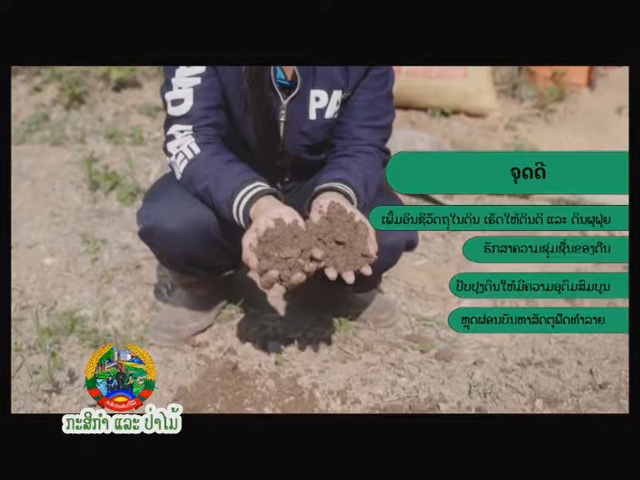 ຈຸດດີ
ເພີ່ມອິນຊີວັດຖຸໃນດິນ ເຮັດໃຫ້ດິນດີ ແລະ ດິນຜຸຍຸ່ຍ
ຮັກສາຄວາມຊຸ່ມຊື່ນຂອງດິນ
ປັບປຸງດິນໃຫ້ມີຄວາມອຸດົມສົມບູນ
ຫຼຸດຜ່ອນບັນຫາສັດຕູພືດທຳລາຍ
ກະສິກຳ ແລະ ປ່າໄມ້